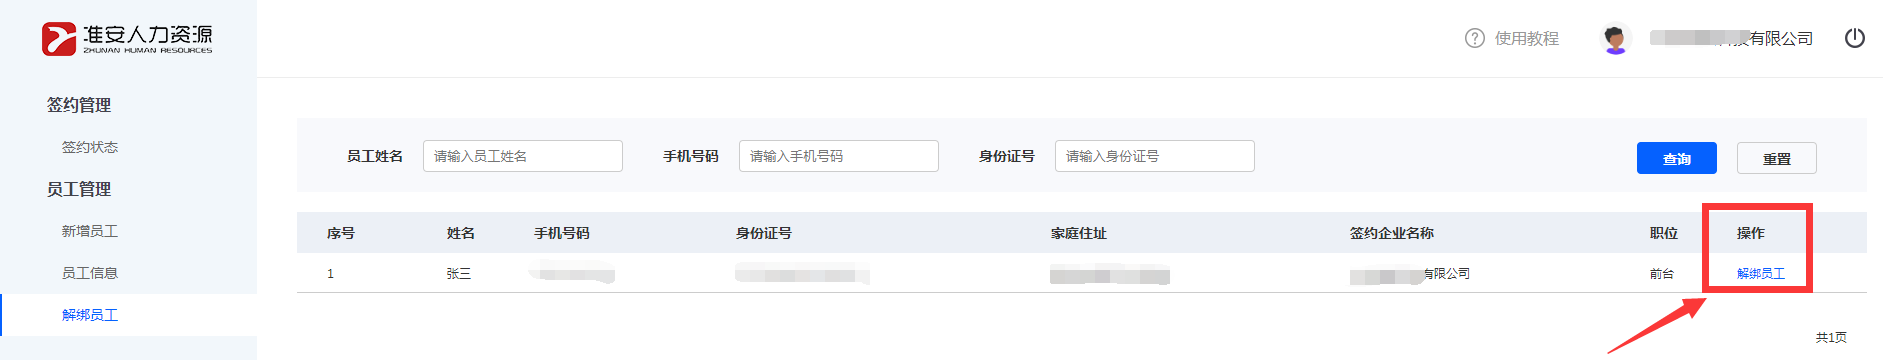 准安人力资源
ZHUNAN HUMAN RESOURCES
使用教程
有限公司
签约管理
签约状态
员工管理
新增员工
员工信息
解绑员工
员工姓名 请输入员工姓名 手机号码 请输入手机号码 身份证号 请输入身份证号 查询 重置
序号 姓名 手机号码 身份证号 家庭住址 签约企业名称 职位 操作
1 张三 有限公司 前台 解绑员工
共1页